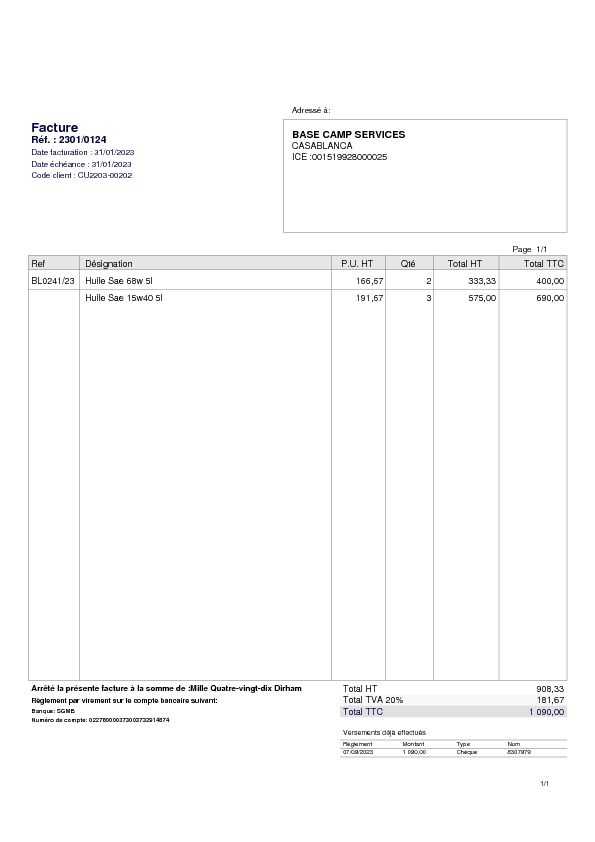 Adressé à:
Facture
Réf. : 2301/0124
Date facturation : 31/01/2023
Date échéance : 31/01/2023
Code client : CU2203-00202
BASE CAMP SERVICES
CASABLANCA
ICE :001519928000025
Page 1/1
Ref Désignation P.U. HT Qté Total HT Total TTC
BL0241/23 Huile Sae 68w 5l 166,67 2 333,33 400,00
Huile Sae 15w40 5l 191,67 3 575,00 690,00
Arrêté la présente facture à la somme de :Mille Quatre-vingt-dix Dirham
Règlement par virement sur le compte bancaire suivant:
Banque: SGMB
Numéro de compte:
Total HT 908,33
Total TVA 20% 181,67
Total TTC 1 090,00
Versements déjà effectués
Règlement Montant Type Num
07/09/2023 1 090,00 Chèque 8307979
1/1